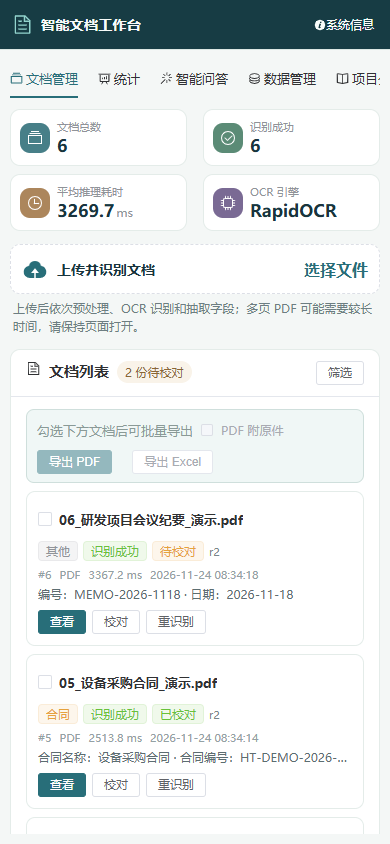 智能文档工作台
系统信息
文档管理 统计 智能问答 数据管理 项目
文档总数
6
识别成功
6
平均推理耗时
3269.7 ms
OCR 引擎
RapidOCR
上传并识别文档
选择文件
上传后依次预处理、OCR 识别和抽取字段；多页 PDF 可能需要较长
时间，请保持页面打开。
文档列表 2 份待校对 筛选
勾选下方文档后可批量导出 PDF 附原件
导出 PDF 导出 Excel
06_研发项目会议纪要_演示.pdf
其他 识别成功 待校对 r2
#6 PDF 3367.2 ms 2026-11-24 08:34:18
编号：MEMO-2026-1118 · 日期：2026-11-18
查看 校对 重识别
05_设备采购合同_演示.pdf
合同 识别成功 已校对 r2
#5 PDF 2513.8 ms 2026-11-24 08:34:14
合同名称：设备采购合同 · 合同编号：HT-DEMO-2026-...
查看 校对 重识别